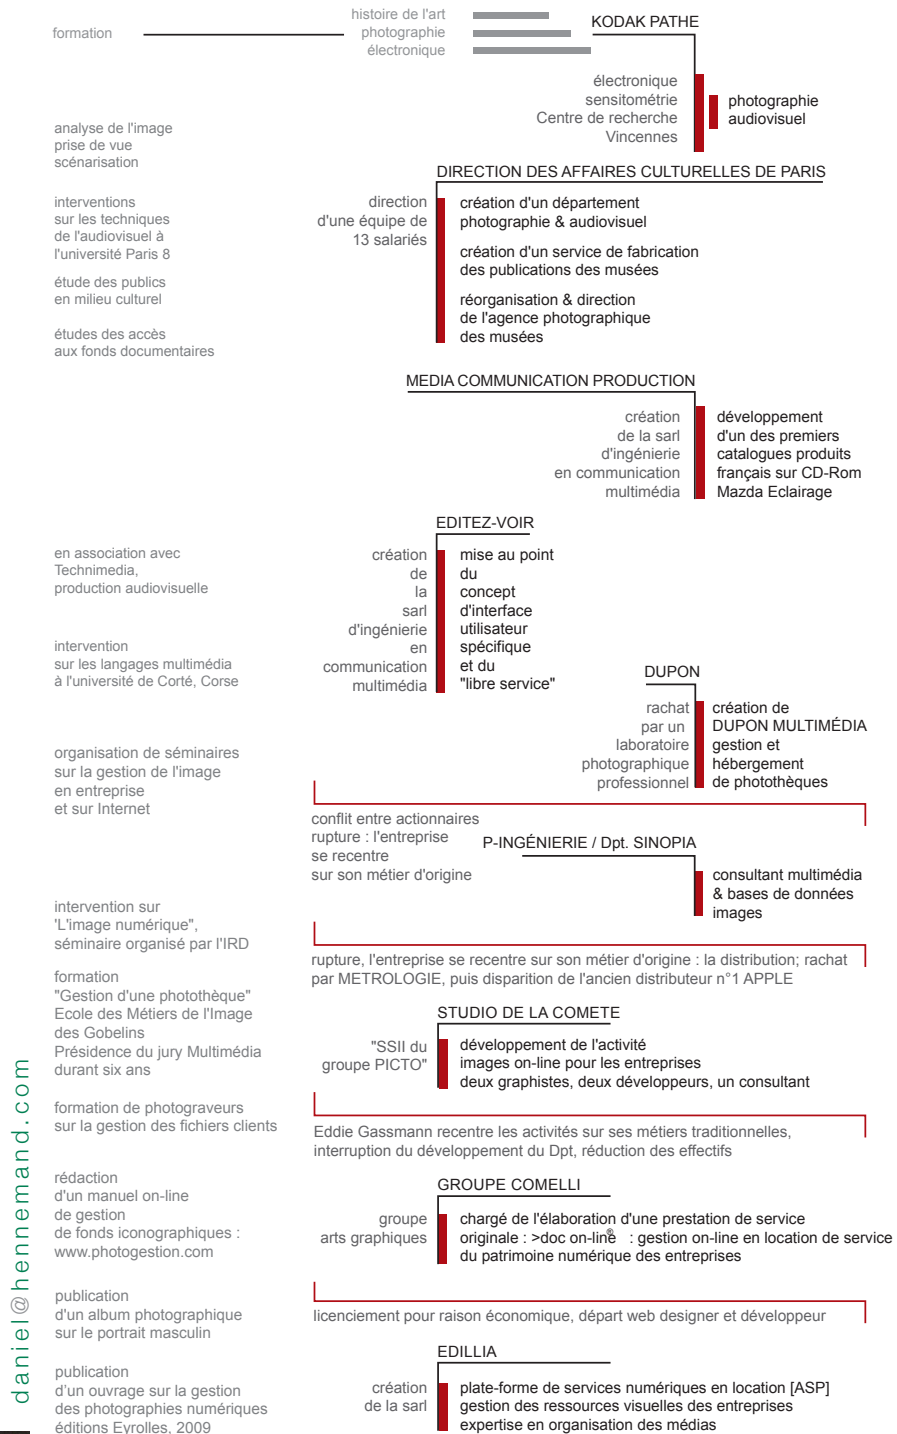 formation
histoire de l'art
photographie
électronique
KODAK PATHE
électronique
sensitométrie
Centre de recherche
Vincennes
photographie
audiovisuel
analyse de l'image
prise de vue
scénarisation
DIRECTION DES AFFAIRES CULTURELLES DE PARIS
interventions
sur les techniques
de l'audiovisuel à
l'université Paris 8
étude des publics
en milieu culturel
études des accès
aux fonds documentaires
direction
d'une équipe de
13 salariés
création d'un département
photographie & audiovisuel
création d'un service de fabrication
des publications des musées
réorganisation & direction
de l'agence photographique
des musées
MEDIA COMMUNICATION PRODUCTION
création
de la sarl
d'ingénierie
en communication
multimédia
développement
d'un des premiers
catalogues produits
français sur CD-Rom
Mazda Eclairage
EDITEZ-VOIR
en association avec
Technimedia,
production audiovisuelle
intervention
sur les langages multimédia
à l'université de Corté, Corse
création
de
la
sarl
d'ingénierie
en
communication
multimédia
mise au point
du
concept
d'interface
utilisateur
spécifique
et du
"libre service"
DUPON
rachat
par un
laboratoire
photographique
professionnel
création de
DUPON MULTIMÉDIA
gestion et
hébergement
de photothèques
organisation de séminaires
sur la gestion de l'image
en entreprise
et sur Internet
conflit entre actionnaires
rupture : l'entreprise
se recentre
sur son métier d'origine
P-INGÉNIERIE / Dpt. SINOPIA
consultant multimédia
& bases de données
images
intervention sur
'L'image numérique",
séminaire organisé par l'IRD
rupture, l'entreprise se recentre sur son métier d'origine : la distribution; rachat
par METROLOGIE, puis disparition de l'ancien distributeur n°1 APPLE
formation
"Gestion d'une photothèque"
Ecole des Métiers de l'Image
des Gobelins
Présidence du jury Multimédia
durant six ans
STUDIO DE LA COMETE
"SSII du
groupe PICTO"
développement de l'activité
images on-line pour les entreprises
deux graphistes, deux développeurs, un consultant
formation de photograveurs
sur la gestion des fichiers clients
Eddie Gassmann recentre les activités sur ses métiers traditionnelles,
interruption du développement du Dpt, réduction des effectifs
rédaction
d'un manuel on-line
de gestion
de fonds iconographiques :
www.photogestion.com
GROUPE COMELLI
groupe
arts graphiques
chargé de l'élaboration d'une prestation de service
originale : >doc on-line® : gestion on-line en location de service
du patrimoine numérique des entreprises
publication
d'un album photographique
sur le portrait masculin
licenciement pour raison économique, départ web designer et développeur
publication
d'un ouvrage sur la gestion
des photographies numériques
éditions Eyrolles, 2009
EDILLIA
création
de la sarl
plate-forme de services numériques en location [ASP]
gestion des ressources visuelles des entreprises
expertise en organisation des médias
daniel@hennemand.com